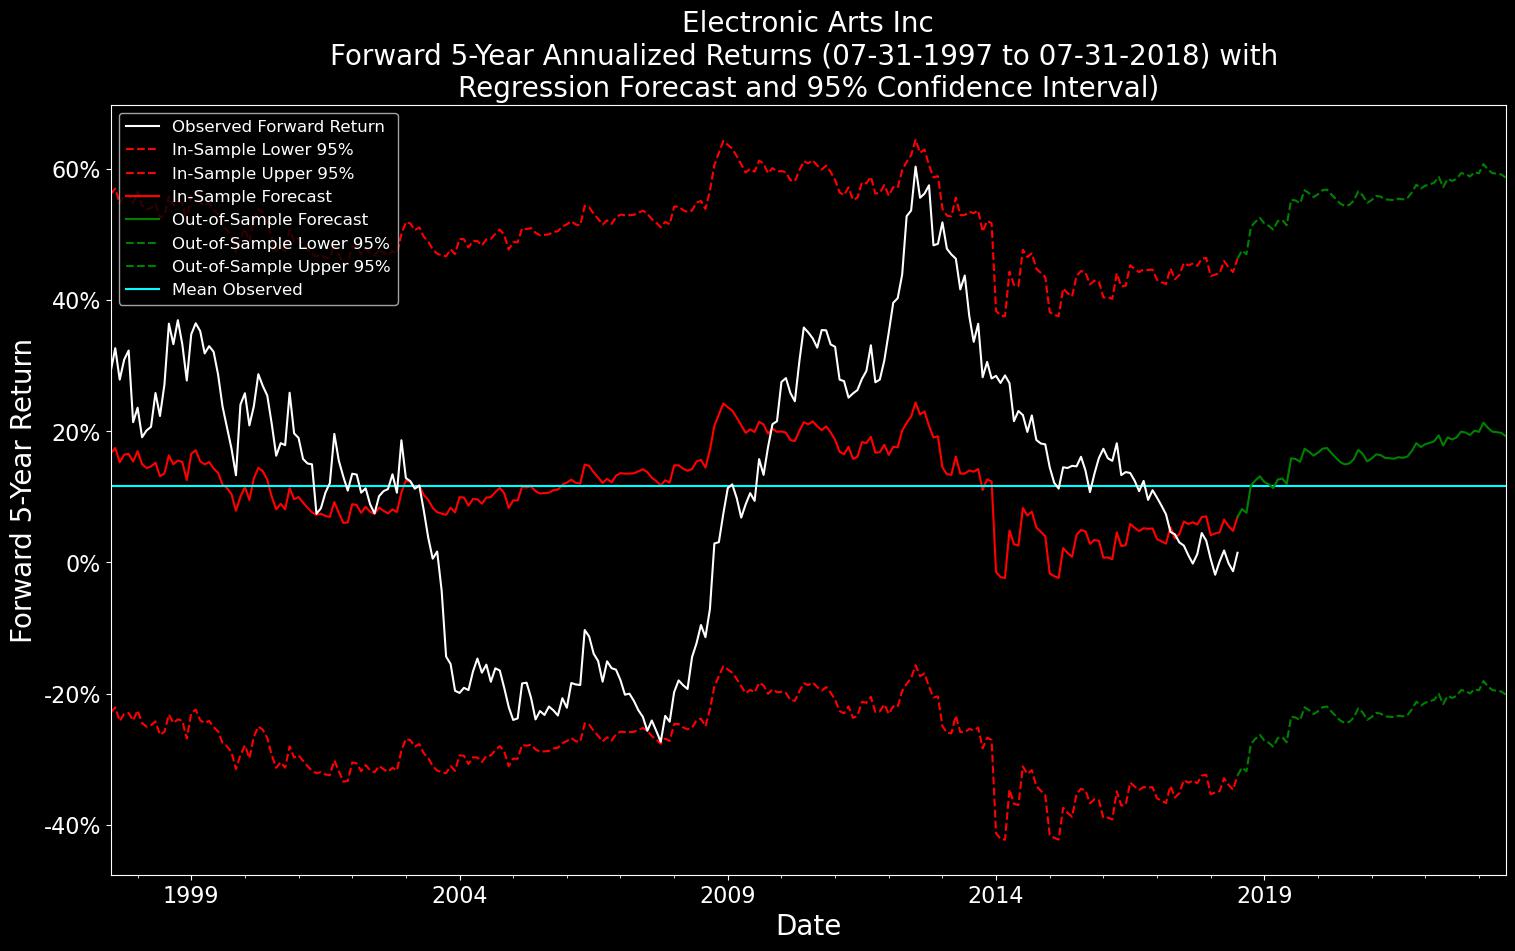 Electronic Arts Inc
Forward 5-Year Annualized Returns (07-31-1997 to 07-31-2018) with
Regression Forecast and 95% Confidence Interval)
Observed Forward Return
In-Sample Lower 95%
In-Sample Upper 95%
In-Sample Forecast
Out-of-Sample Forecast
Out-of-Sample Lower 95%
Out-of-Sample Upper 95%
Mean Observed
Forward 5-Year Return
60%
40%
20%
0%
-20%
-40%
1999 2004 2009 2014 2019
Date